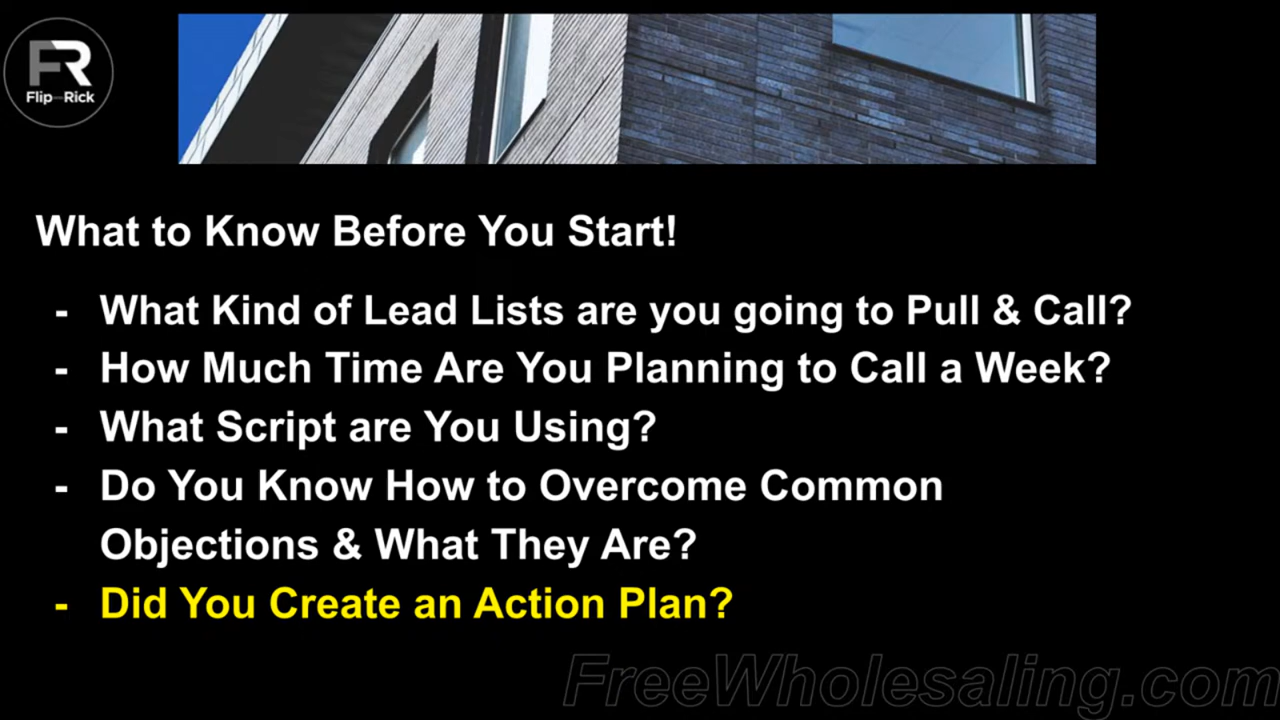 FR
Flip Rick
What to Know Before You Start!
- What Kind of Lead Lists are you going to Pull & Call?
- How Much Time Are You Planning to Call a Week?
- What Script are You Using?
- Do You Know How to Overcome Common
Objections & What They Are?
- Did You Create an Action Plan?
FreeWholesaling.com